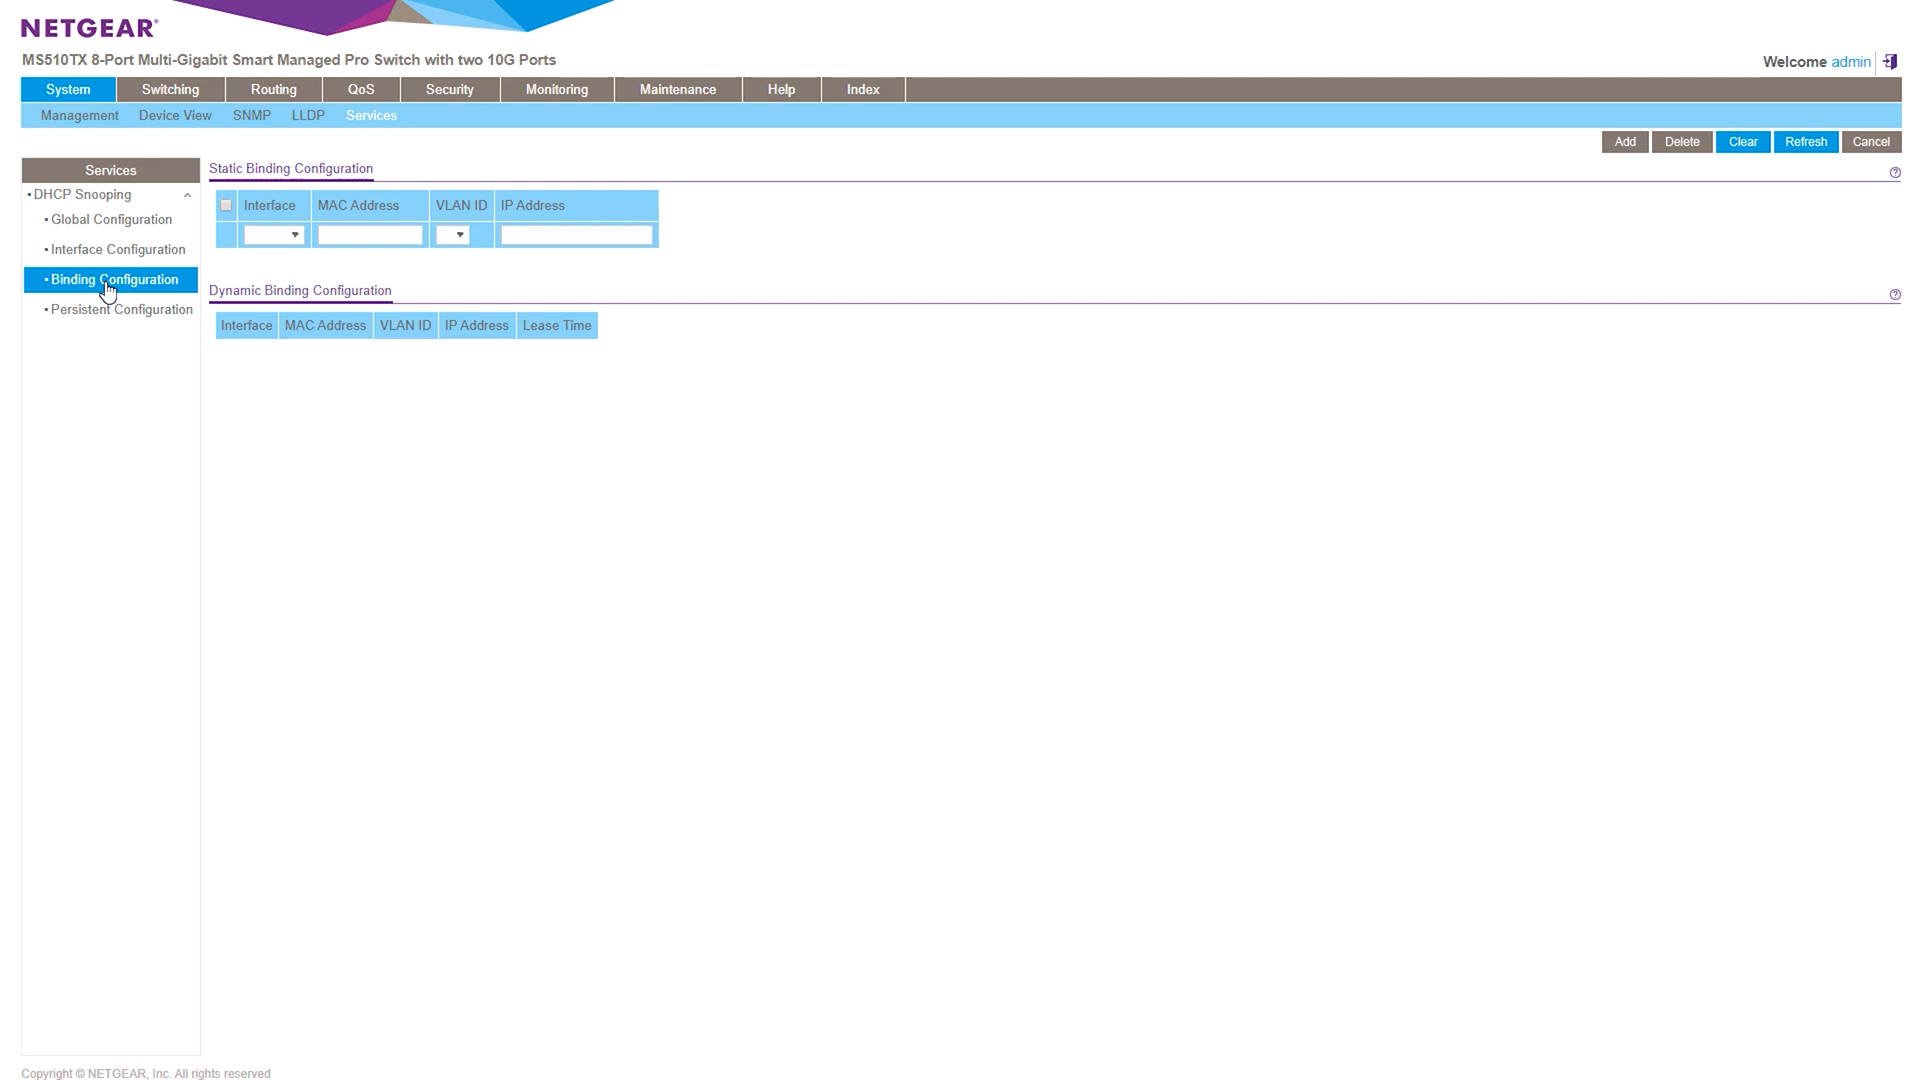 NETGEAR®
MS510TX 8-Port Multi-Gigabit Smart Managed Pro Switch with two 10G Ports
Welcome admin
System Switching Routing QoS Security Monitoring Maintenance Help Index
Management Device View SNMP LLDP Services
Add Delete Clear Refresh Cancel
Services
DHCP Snooping
Global Configuration
Interface Configuration
Binding Configuration
Persistent Configuration
Static Binding Configuration
Interface MAC Address VLAN ID IP Address
Dynamic Binding Configuration
Interface MAC Address VLAN ID IP Address Lease Time
Copyright © NETGEAR, Inc. All rights reserved